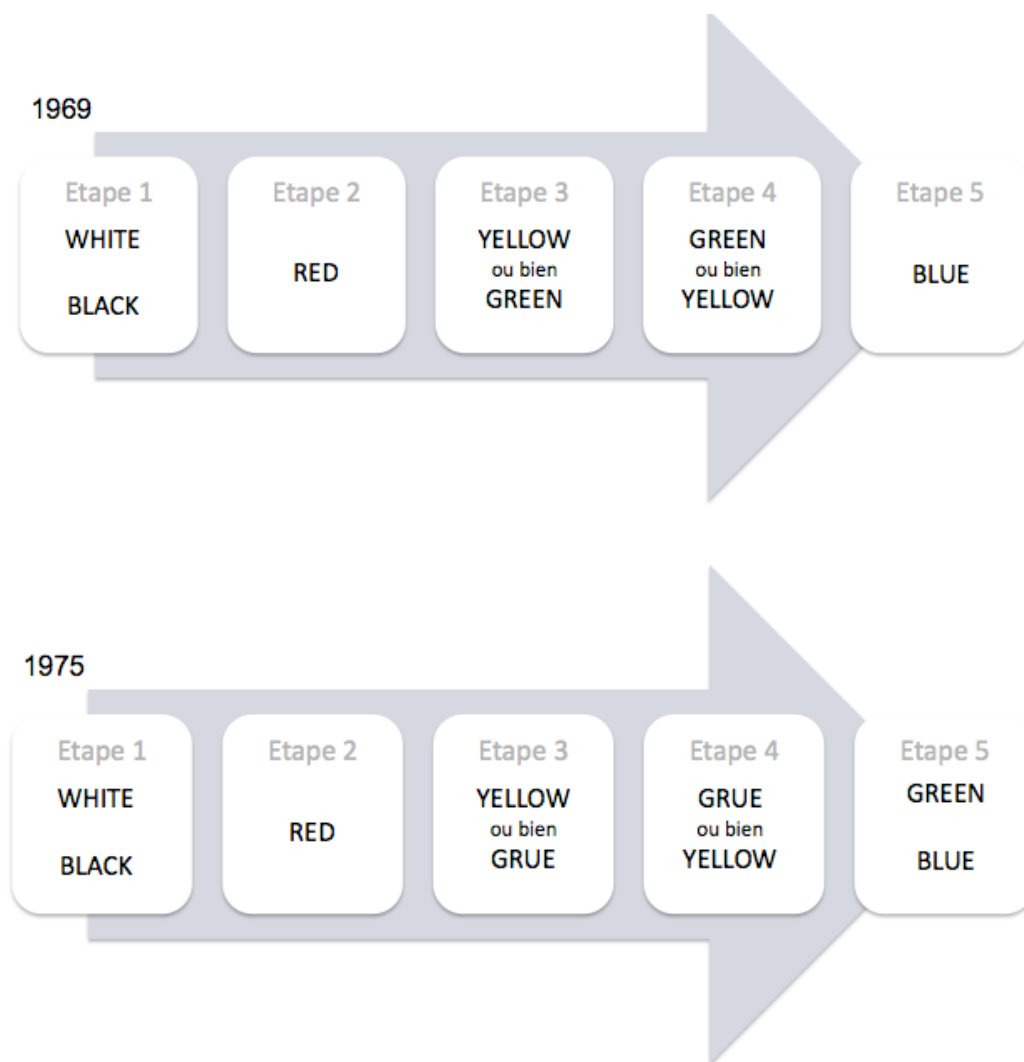 1969
Etape 1
WHITE
BLACK
Etape 2
RED
Etape 3
YELLOW
ou bien
GREEN
Etape 4
GREEN
ou bien
YELLOW
Etape 5
BLUE
1975
Etape 1
WHITE
BLACK
Etape 2
RED
Etape 3
YELLOW
ou bien
GRUE
Etape 4
GRUE
ou bien
YELLOW
Etape 5
GREEN
BLUE